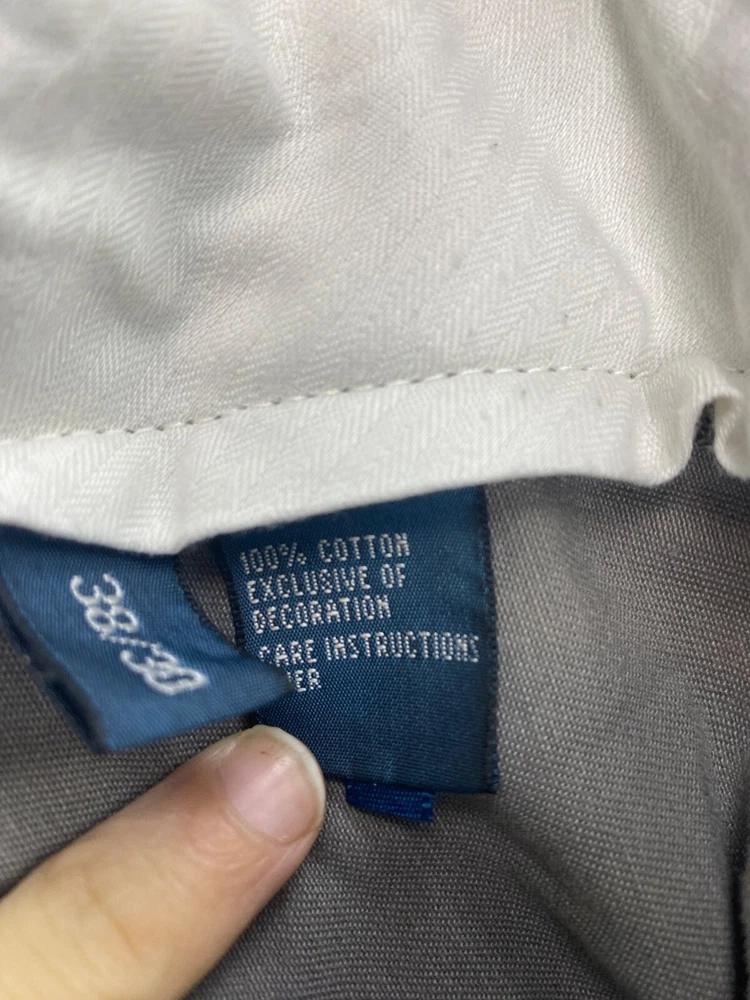 38/30
100% COTTON
EXCLUSIVE OF
DECORATION
CARE INSTRUCTIONS